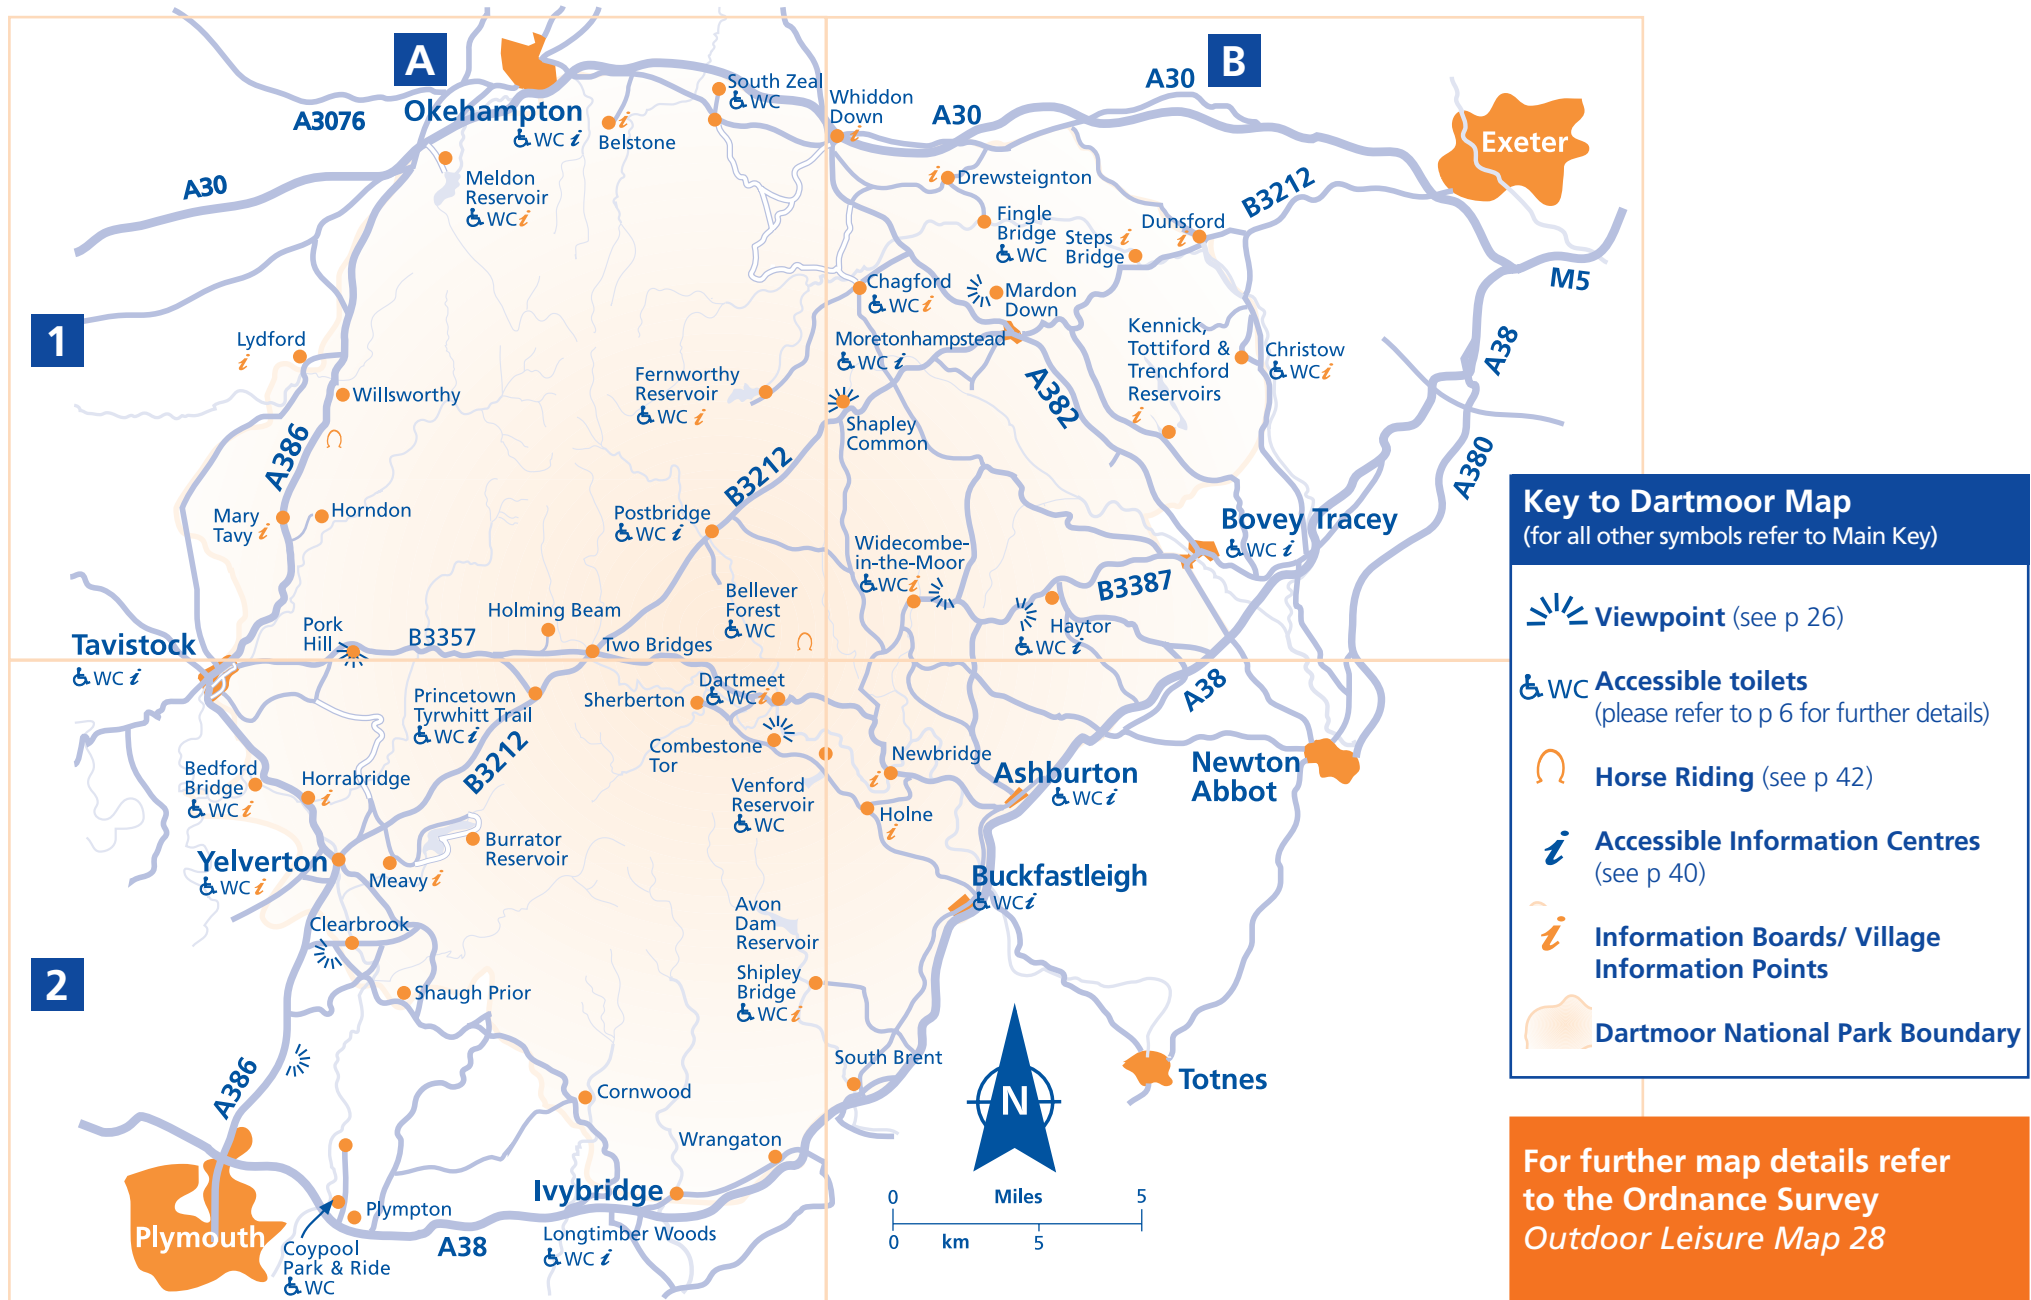 A
B
1
2
A30
A30
A3076
Okehampton
WC i
i
Belstone
South Zeal
WC
Whiddon
Down
i
A30
Exeter
A30
Meldon
Reservoir
WC i
i
Drewsteignton
Fingle
Bridge
WC
Steps
Bridge
i
Dunsford
i
B3212
M5
Chagford
WC i
Mardon
Down
Moretonhampstead
WC i
Kennick,
Tottiford &
Trenchford
Reservoirs
i
Christow
WC i
A38
Lydford
i
Willsworthy
Fernworthy
Reservoir
WC i
Shapley
Common
A382
A386
A380
B3212
Mary
Tavy i
Horndon
Postbridge
WC i
Widecombe-
in-the-Moor
WC i
Bovey Tracey
WC i
B3387
Bellever
Forest
WC
Haytor
WC i
Holming Beam
Pork
Hill
B3357
Two Bridges
Tavistock
WC i
Princetown
Tyrwhitt Trail
WC i
Sherberton
Dartmeet
WC i
A38
B3212
Combestone
Tor
Newbridge
i
Ashburton
WC i
Newton
Abbot
Bedford
Bridge
WC i
Horrabridge
i
Venford
Reservoir
WC
Holne
i
Burrator
Reservoir
Yelverton
WC i
Meavy i
Buckfastleigh
WC i
Clearbrook
Avon
Dam
Reservoir
Shipley
Bridge
WC i
Shaugh Prior
South Brent
A386
Cornwood
N
Totnes
Wrangaton
Ivybridge
Plympton
Plymouth
Coypool
Park & Ride
WC
A38
Longtimber Woods
WC i
0 Miles 5
0 km 5
Key to Dartmoor Map
(for all other symbols refer to Main Key)
Viewpoint (see p 26)
WC Accessible toilets
(please refer to p 6 for further details)
Horse Riding (see p 42)
i Accessible Information Centres
(see p 40)
i Information Boards/ Village
Information Points
Dartmoor National Park Boundary
For further map details refer
to the Ordnance Survey
Outdoor Leisure Map 28